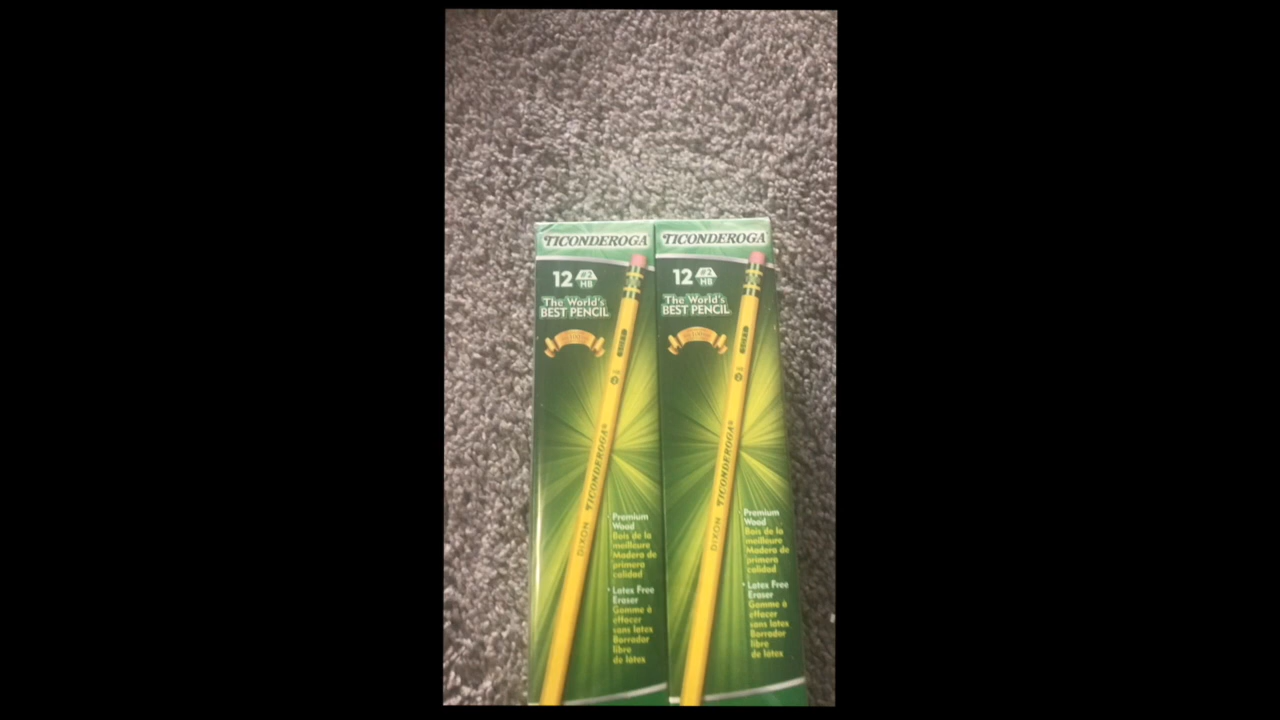 TICONDEROGA
12 #2
HB
The World's
BEST PENCIL
DIXON TICONDEROGA®
Premium
Wood
Bois de la
meilleure
Madera de
primera
calidad
Latex Free
Eraser
Gomme à
effacer
sans latex
Borrador
libre
de látex
TICONDEROGA
12 #2
HB
The World's
BEST PENCIL
DIXON TICONDEROGA®
Premium
Wood
Bois de la
meilleure
Madera de
primera
calidad
Latex Free
Eraser
Gomme à
effacer
sans latex
Borrador
libre
de látex